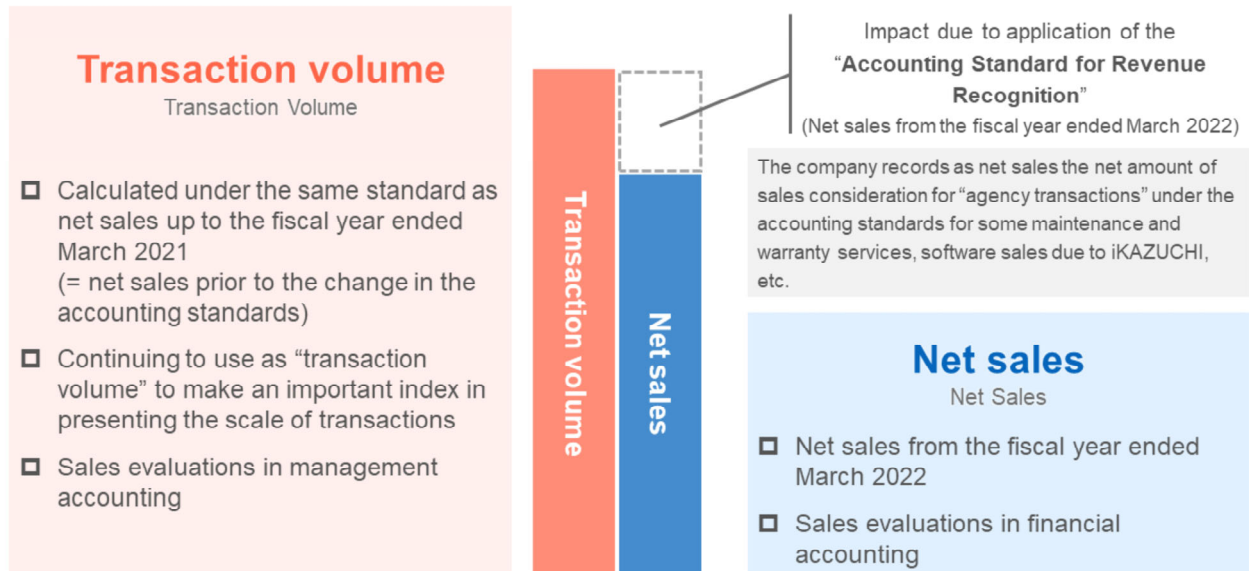 Transaction volume
Transaction Volume
☐ Calculated under the same standard as
net sales up to the fiscal year ended
March 2021
(= net sales prior to the change in the
accounting standards)
☐ Continuing to use as “transaction
volume” to make an important index in
presenting the scale of transactions
☐ Sales evaluations in management
accounting
Transaction volume
Net sales
Impact due to application of the
“Accounting Standard for Revenue
Recognition”
(Net sales from the fiscal year ended March 2022)
The company records as net sales the net amount of
sales consideration for “agency transactions” under the
accounting standards for some maintenance and
warranty services, software sales due to iKAZUCHI,
etc.
Net sales
Net Sales
☐ Net sales from the fiscal year ended
March 2022
☐ Sales evaluations in financial
accounting